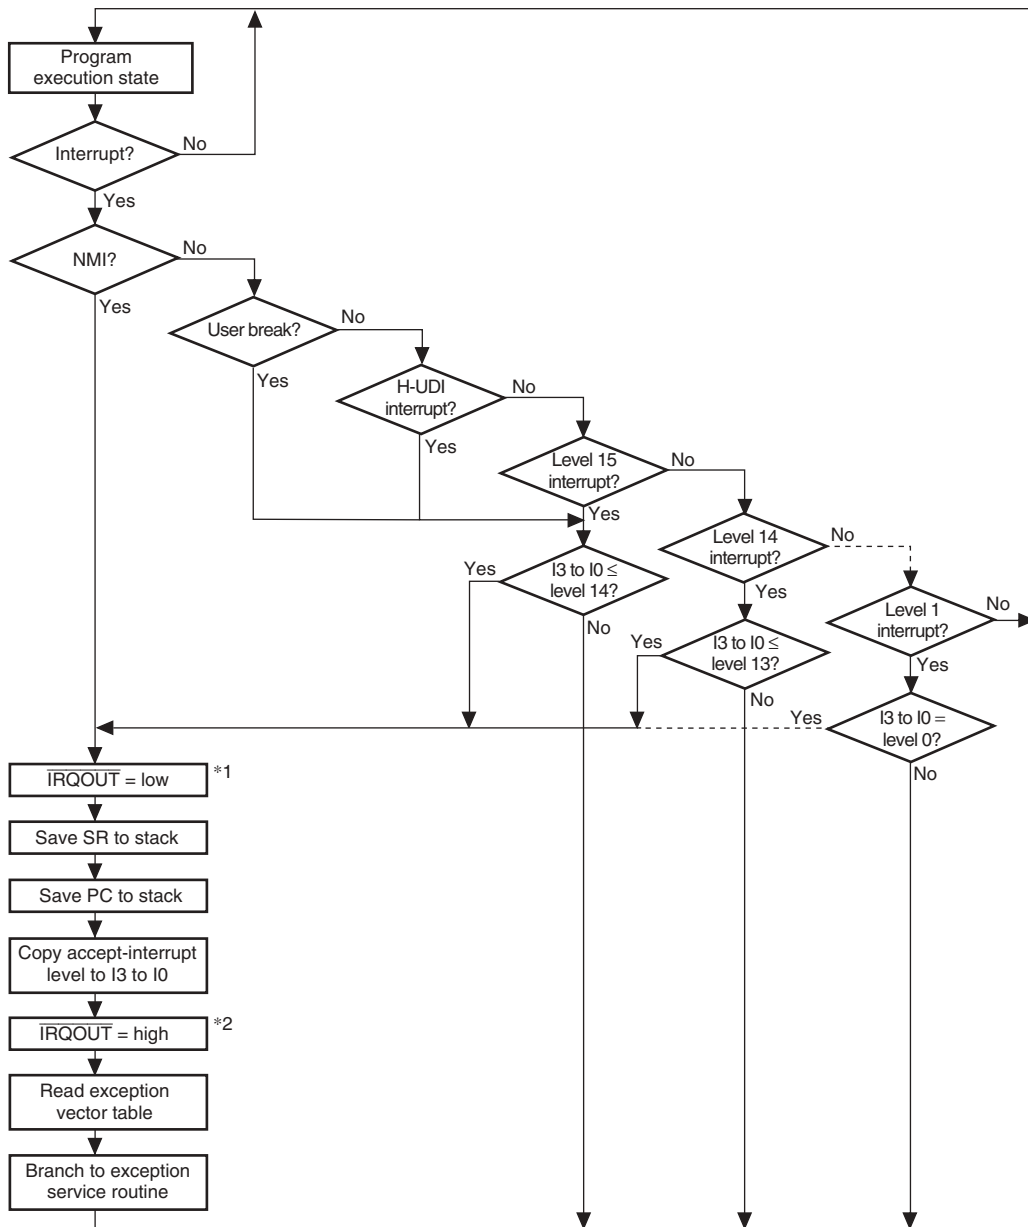 Program
execution state
No
Interrupt?
Yes
No
NMI?
Yes
No
User break?
Yes
No
H-UDI
interrupt?
Yes
No
Level 15
interrupt?
Yes
No
Level 14
interrupt?
Yes
No
Level 1
interrupt?
Yes
Yes
I3 to I0 ≤
level 14?
No
Yes
I3 to I0 ≤
level 13?
No
No
Yes
I3 to I0 =
level 0?
No
IRQOUT = low *1
Save SR to stack
Save PC to stack
Copy accept-interrupt
level to I3 to I0
IRQOUT = high *2
Read exception
vector table
Branch to exception
service routine